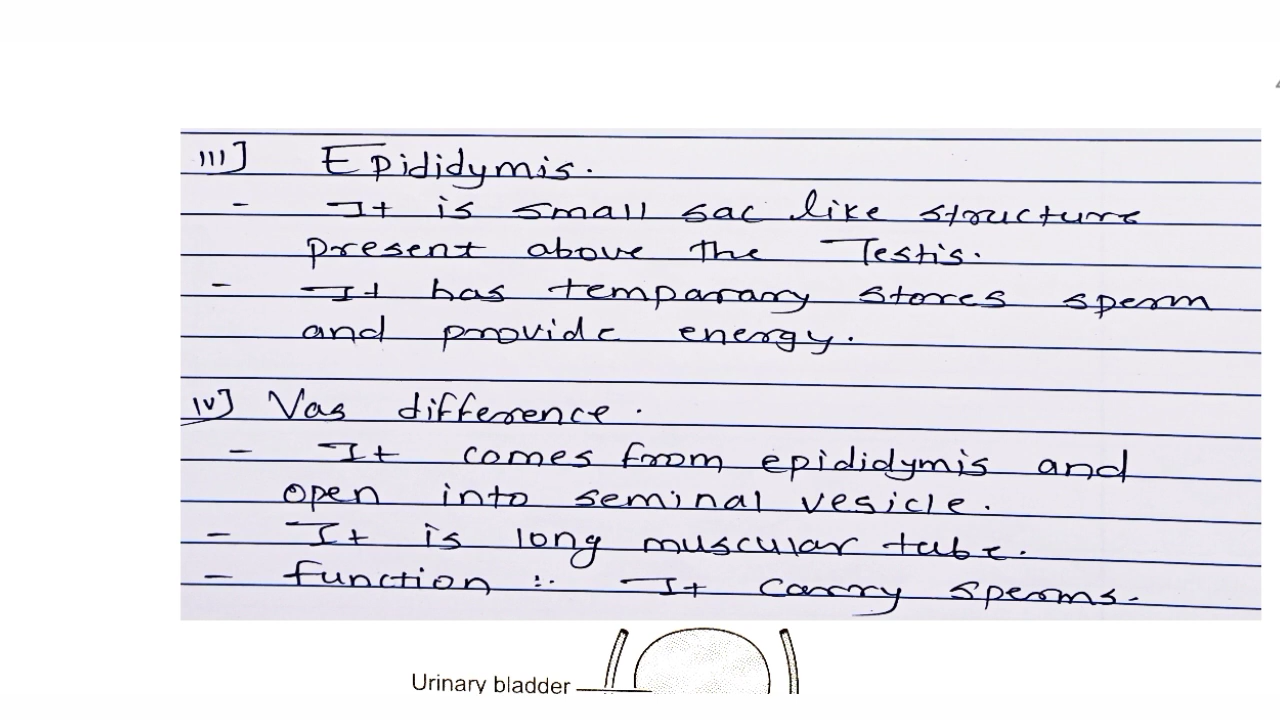 III] Epididymis.
- It is small sac like structure
present above the Testis.
- It has temparary stores sperm
and provide energy.
IV] Vas difference.
- It comes from epididymis and
open into seminal vesicle.
- It is long muscular tube.
- function :. It carry sperms.
Urinary bladder